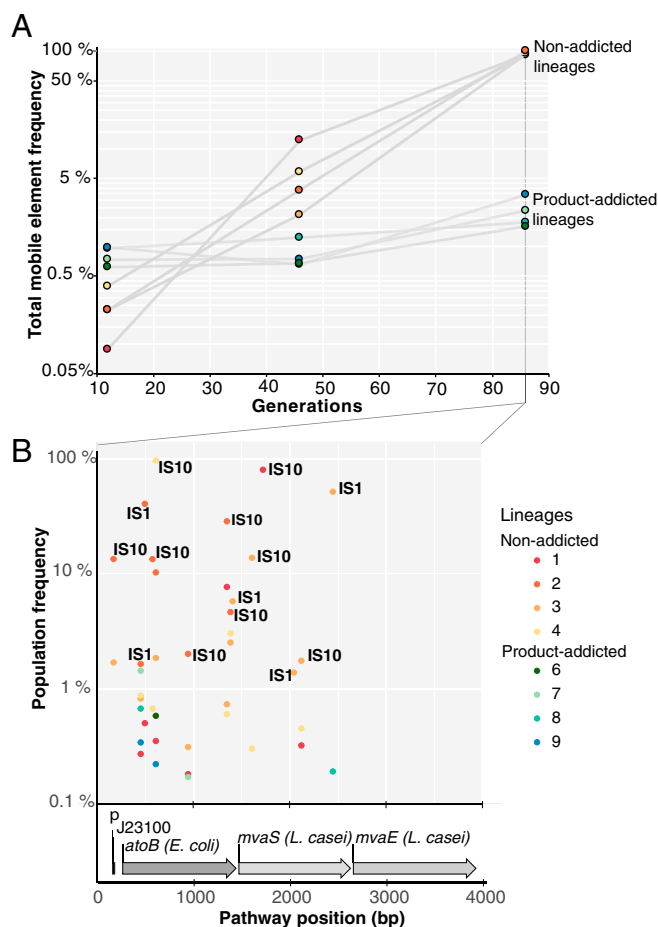 A
Total mobile element frequency
100 %
50 %
5 %
0.5%
0.05%
10 20 30 40 50 60 70 80 90
Generations
Non-addicted
lineages
Product-addicted
lineages
B
Population frequency
100 %
10 %
1 %
0.1 %
IS10
IS10
IS1
IS1
IS10
IS10
IS10
IS10
IS1
IS10
IS1
IS10
IS10
IS1
p
J23100
atoB (E. coli)
mvaS (L. casei)
mvaE (L. casei)
0 1000 2000 3000 4000
Pathway position (bp)
Lineages
Non-addicted
1
2
3
4
Product-addicted
6
7
8
9